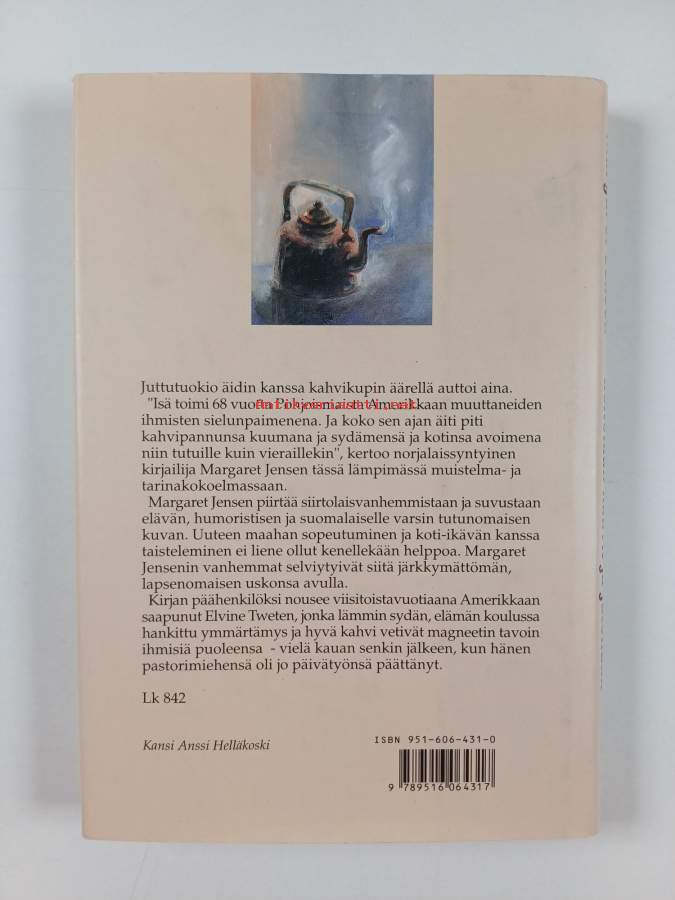 Juttutuokio äidin kanssa kahvikupin äärellä auttoi aina.
"Isä toimi 68 vuotta Pohjoismaista Amerikkaan muuttaneiden
ihmisten sielunpaimenena. Ja koko sen ajan äiti piti
kahvipannunsa kuumana ja sydämensä ja kotinsa avoimena
niin tutuille kuin vieraillekin", kertoo norjalaissyntyinen
kirjailija Margaret Jensen tässä lämpimässä muistelma- ja
tarinakokoelmassaan.
Margaret Jensen piirtää siirtolaisvanhemmistaan ja suvustaan
elävän, humoristisen ja suomalaiselle varsin tutunomaisen
kuvan. Uuteen maahan sopeutuminen ja koti-ikävän kanssa
taisteleminen ei liene ollut kenellekään helppoa. Margaret
Jensenin vanhemmat selviytyivät siitä järkkymättömän,
lapsenomaisen uskonsa avulla.
Kirjan päähenkilöksi nousee viisitoistavuotiaana Amerikkaan
saapunut Elvine Tweten, jonka lämmin sydän, elämän koulussa
hankittu ymmärtämys ja hyvä kahvi vetivät magneetin tavoin
ihmisiä puoleensa - vielä kauan senkin jälkeen, kun hänen
pastorimiehensä oli jo päivätyönsä päättänyt.
Lk 842
Kansi Anssi Helläkoski
ISBN 951-606-431-0
9 789516 064317